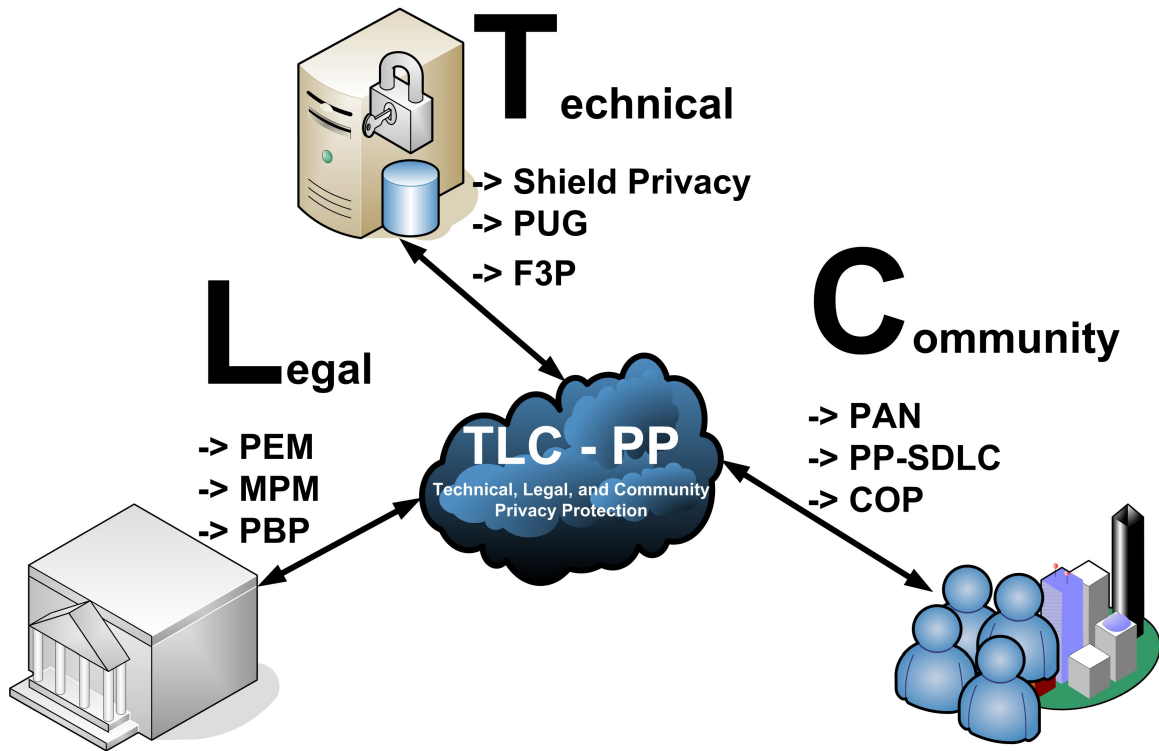 Technical
-> Shield Privacy
-> PUG
-> F3P
Legal
-> PEM
-> MPM
-> PBP
Community
-> PAN
-> PP-SDLC
-> COP
TLC - PP
Technical, Legal, and Community
Privacy Protection